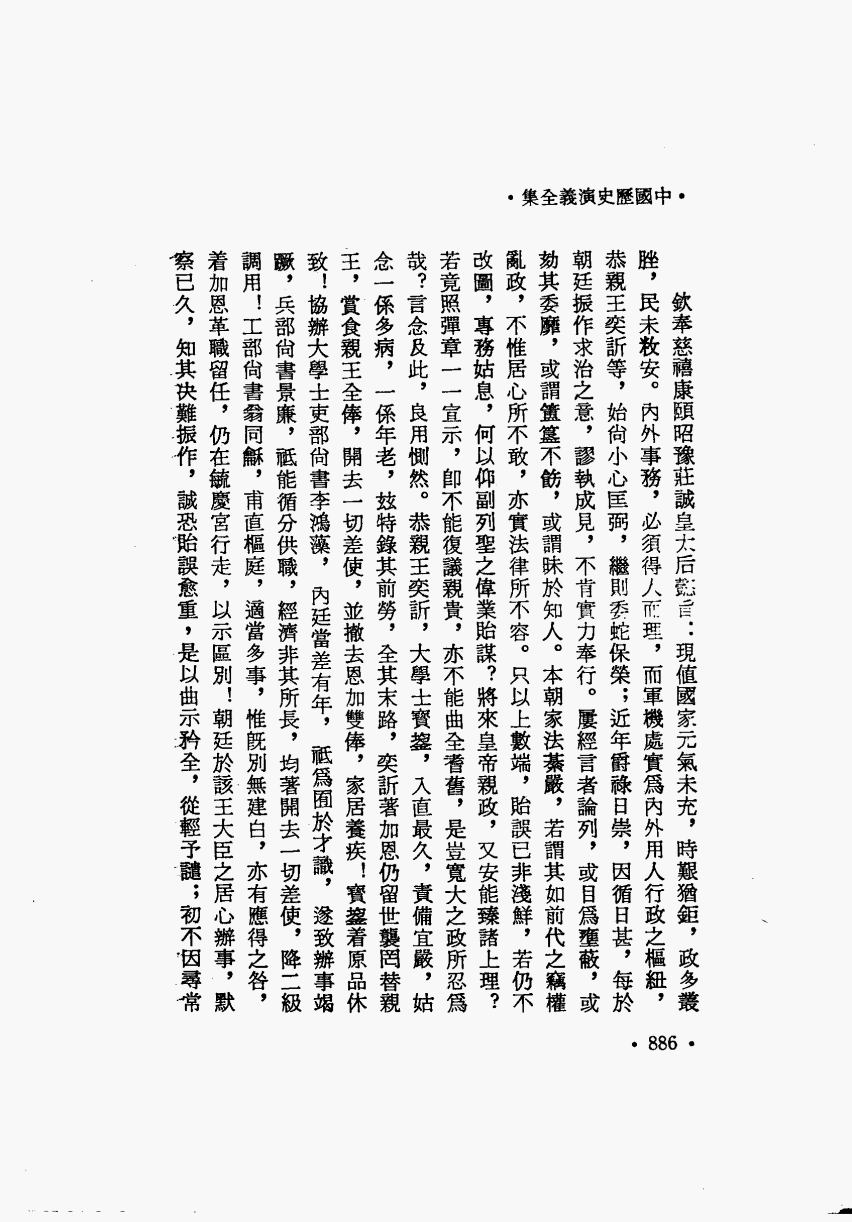 •中國歷史演義全集•
欽奉慈禧康頤昭豫莊誠皇太后懿旨：現値國家元氣未充，時艱猶鉅，政多叢
脞，民未敉安。內外事務，必須得人而理，而軍機處實爲內外用人行政之樞紐，
恭親王奕訢等，始尙小心匡弼，繼則委蛇保榮；近年爵祿日崇，因循日甚，每於
朝廷振作求治之意，謬執成見，不肯實力奉行。屢經言者論列，或目爲壅蔽，或
劾其委靡，或謂簠簋不飭，或謂昧於知人。本朝家法綦嚴，若謂其如前代之竊權
亂政，不惟居心所不敢，亦實法律所不容。只以上數端，貽誤已非淺鮮，若仍不
改圖，專務姑息，何以仰副列聖之偉業貽謀？將來皇帝親政，又安能臻諸上理？
若竟照彈章一一宣示，卽不能復議親貴，亦不能曲全耆舊，是豈寬大之政所忍爲
哉？言念及此，良用惻然。恭親王奕訢，大學士寶鋆，入直最久，責備宜嚴，姑
念一係多病，一係年老，玆特錄其前勞，全其末路，奕訢著加恩仍留世襲罔替親
王，賞食親王全俸，開去一切差使，並撤去恩加雙俸，家居養疾！寶鋆着原品休
致！協辦大學士吏部尙書李鴻藻，內廷當差有年，祗爲囿於才識，遂致辦事竭
蹶，兵部尙書景廉，祗能循分供職，經濟非其所長，均著開去一切差使，降二級
調用！工部尙書翁同龢，甫直樞庭，適當多事，惟旣別無建白，亦有應得之咎，
着加恩革職留任，仍在毓慶宮行走，以示區別！朝廷於該王大臣之居心辦事，默
察已久，知其決難振作，誠恐貽誤愈重，是以曲示矜全，從輕予譴；初不因尋常
•886•